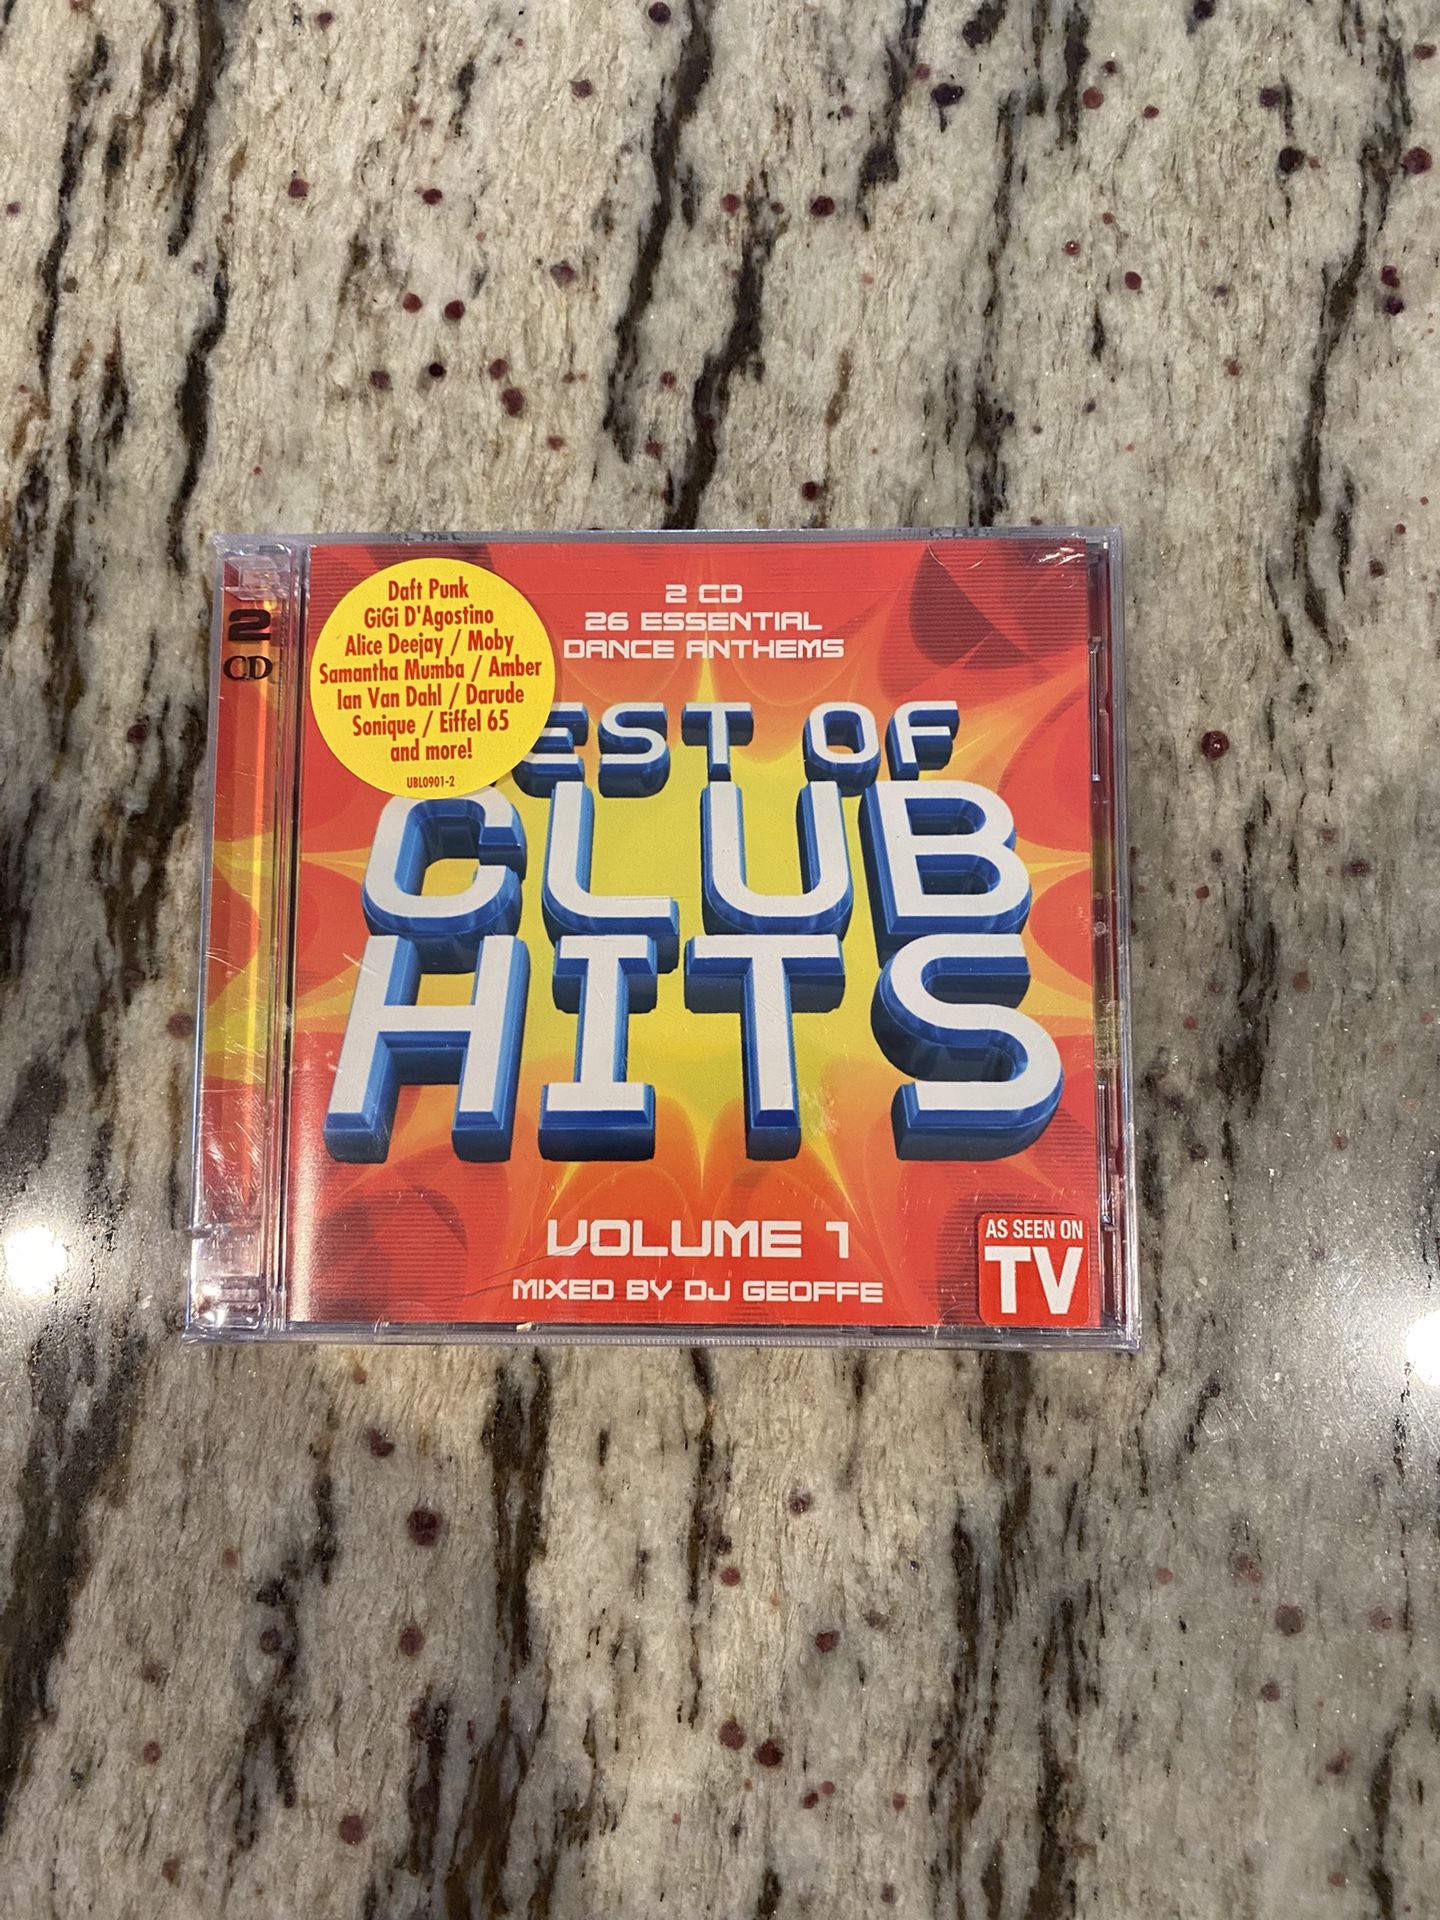 2
CD
Daft Punk
GiGi D'Agostino
Alice Deejay / Moby
Samantha Mumba / Amber
Ian Van Dahl / Darude
Sonique / Eiffel 65
and more!
UBL0901-2
2 CD
26 ESSENTIAL
DANCE ANTHEMS
EST OF
CLUB
HITS
VOLUME 1
MIXED BY DJ GEOFFE
AS SEEN ON
TV